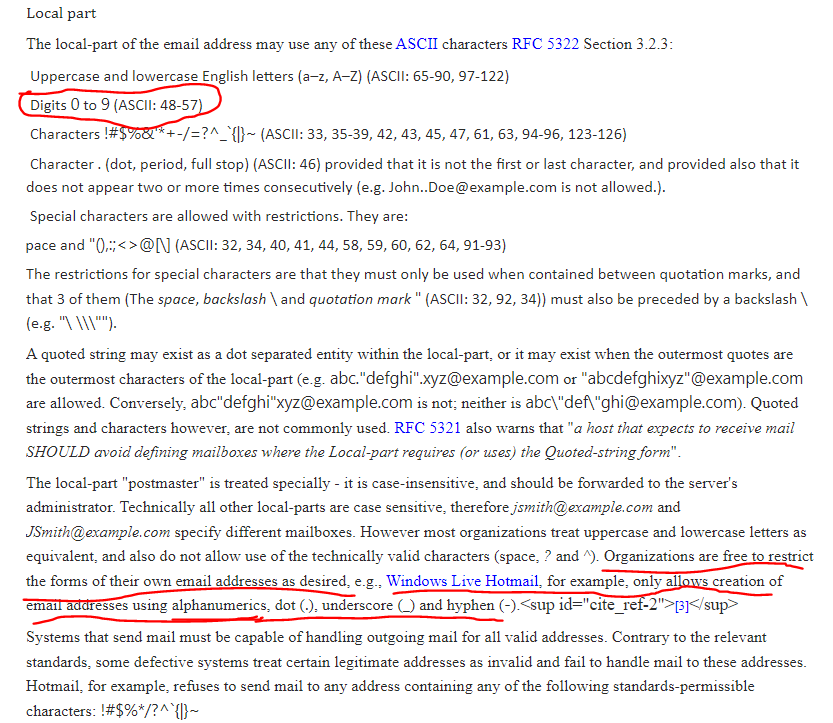 Local part
The local-part of the email address may use any of these ASCII characters RFC 5322 Section 3.2.3:
Uppercase and lowercase English letters (a–z, A–Z) (ASCII: 65-90, 97-122)
Digits 0 to 9 (ASCII: 48-57)
Characters !#$%&'*+-/=?^_`{|}~ (ASCII: 33, 35-39, 42, 43, 45, 47, 61, 63, 94-96, 123-126)
Character . (dot, period, full stop) (ASCII: 46) provided that it is not the first or last character, and provided also that it
does not appear two or more times consecutively (e.g. John..Doe@example.com is not allowed.).
Special characters are allowed with restrictions. They are:
pace and "(),:;<>@[\] (ASCII: 32, 34, 40, 41, 44, 58, 59, 60, 62, 64, 91-93)
The restrictions for special characters are that they must only be used when contained between quotation marks, and
that 3 of them (The space, backslash \ and quotation mark " (ASCII: 32, 92, 34)) must also be preceded by a backslash \
(e.g. "\ \\\"").
A quoted string may exist as a dot separated entity within the local-part, or it may exist when the outermost quotes are
the outermost characters of the local-part (e.g. abc."defghi".xyz@example.com or "abcdefghixyz"@example.com
are allowed. Conversely, abc"defghi"xyz@example.com is not; neither is abc\"def\"ghi@example.com). Quoted
strings and characters however, are not commonly used. RFC 5321 also warns that "a host that expects to receive mail
SHOULD avoid defining mailboxes where the Local-part requires (or uses) the Quoted-string form".
The local-part "postmaster" is treated specially - it is case-insensitive, and should be forwarded to the server's
administrator. Technically all other local-parts are case sensitive, therefore jsmith@example.com and
JSmith@example.com specify different mailboxes. However most organizations treat uppercase and lowercase letters as
equivalent, and also do not allow use of the technically valid characters (space, ? and ^). Organizations are free to restrict
the forms of their own email addresses as desired, e.g., Windows Live Hotmail, for example, only allows creation of
email addresses using alphanumerics, dot (.), underscore (_) and hyphen (-).<sup id="cite_ref-2">[3]</sup>
Systems that send mail must be capable of handling outgoing mail for all valid addresses. Contrary to the relevant
standards, some defective systems treat certain legitimate addresses as invalid and fail to handle mail to these addresses.
Hotmail, for example, refuses to send mail to any address containing any of the following standards-permissible
characters: !#$%*/?^`{|}~